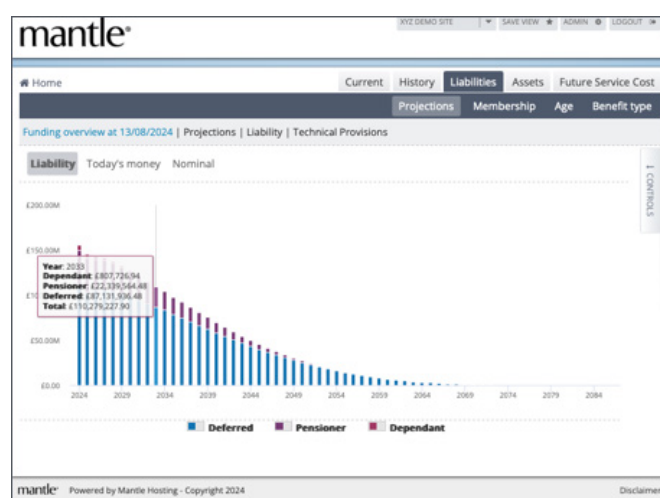 mantle
XYZ DEMO SITE SAVE VIEW ADMIN LOGOUT
Home Current History Liabilities Assets Future Service Cost
Projections Membership Age Benefit type
Funding overview at 13/08/2024 | Projections | Liability | Technical Provisions
Liability Today's money Nominal
CONTROLS
£200.00M
£150.00M
Year: 2033
Dependant: £807,726.94
Pensioner: £22,339,564.48
Deferred: £87,131,936.48
Total: £110,279,227.90
£50.00M
£0.00
2024 2029 2034 2039 2044 2049 2054 2059 2064 2069 2074 2079 2084
Deferred Pensioner Dependant
mantle Powered by Mantle Hosting - Copyright 2024 Disclaimer